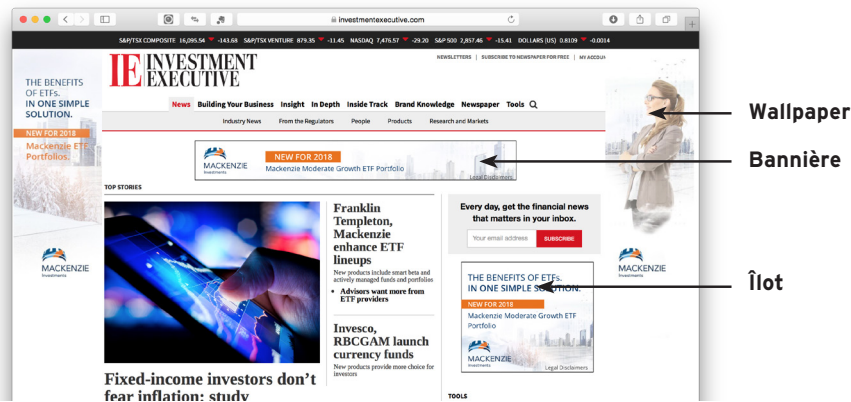 investmentexecutive.com
S&P/TSX COMPOSITE 16,095.54 ▼ -143.68 S&P/TSX VENTURE 879.35 ▼ -11.45 NASDAQ 7,476.57 ▼ -29.20 S&P 500 2,857.46 ▼ -15.41 DOLLARS (US) 0.8109 ▼ -0.0014
NEWSLETTERS | SUBSCRIBE TO NEWSPAPER FOR FREE | MY ACCOU
IE INVESTMENT
EXECUTIVE
News Building Your Business Insight In Depth Inside Track Brand Knowledge Newspaper Tools
Industry News From the Regulators People Products Research and Markets
THE BENEFITS
OF ETFs.
IN ONE SIMPLE
SOLUTION.
NEW FOR 2018
Mackenzie ETF
Portfolios.
MACKENZIE
Investments
MACKENZIE
Investments
NEW FOR 2018
Mackenzie Moderate Growth ETF Portfolio
Legal Disclaimers
TOP STORIES
Fixed-income investors don't
fear inflation: study
Franklin
Templeton,
Mackenzie
enhance ETF
lineups
New products include smart beta and
actively managed funds and portfolios
• Advisors want more from
ETF providers
Invesco,
RBCGAM launch
currency funds
New products provide more choice for
investors
Every day, get the financial news
that matters in your inbox.
Your email address SUBSCRIBE
THE BENEFITS OF ETFs.
IN ONE SIMPLE SOLUTION.
NEW FOR 2018
Mackenzie Moderate Growth ETF
Portfolio
MACKENZIE
Investments
Legal Disclaimers
TOOLS
MACKENZIE
Investments
Wallpaper
Bannière
Îlot